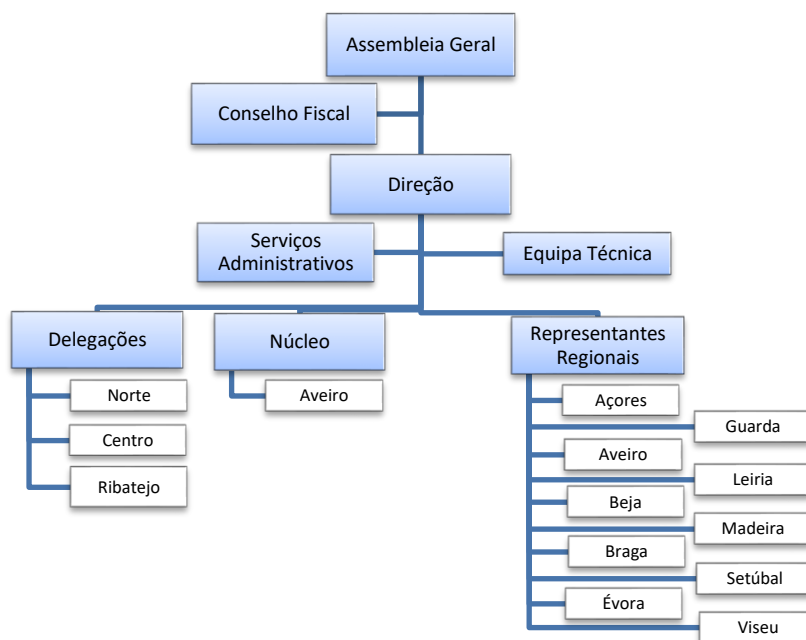 Assembleia Geral
Conselho Fiscal
Direção
Serviços
Administrativos
Equipa Técnica
Delegações
Núcleo
Representantes
Regionais
Norte
Centro
Ribatejo
Aveiro
Açores
Guarda
Aveiro
Leiria
Beja
Madeira
Braga
Setúbal
Évora
Viseu